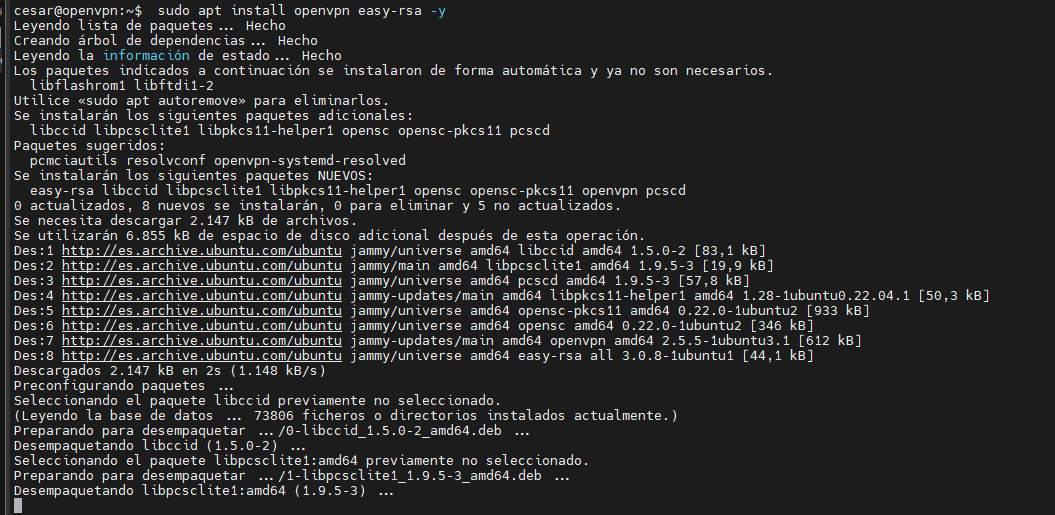 cesar@openvpn:~$  sudo apt install openvpn easy-rsa -y
Leyendo lista de paquetes... Hecho
Creando árbol de dependencias... Hecho
Leyendo la información de estado... Hecho
Los paquetes indicados a continuación se instalaron de forma automática y ya no son necesarios.
  libflashrom1 libftdi1-2
Utilice «sudo apt autoremove» para eliminarlos.
Se instalarán los siguientes paquetes adicionales:
  libccid libpcsclite1 libpkcs11-helper1 opensc opensc-pkcs11 pcscd
Paquetes sugeridos:
  pcmciautils resolvconf openvpn-systemd-resolved
Se instalarán los siguientes paquetes NUEVOS:
  easy-rsa libccid libpcsclite1 libpkcs11-helper1 opensc opensc-pkcs11 openvpn pcscd
0 actualizados, 8 nuevos se instalarán, 0 para eliminar y 5 no actualizados.
Se necesita descargar 2.147 kB de archivos.
Se utilizarán 6.855 kB de espacio de disco adicional después de esta operación.
Des:1 http://es.archive.ubuntu.com/ubuntu jammy/universe amd64 libccid amd64 1.5.0-2 [83,1 kB]
Des:2 http://es.archive.ubuntu.com/ubuntu jammy/main amd64 libpcsclite1 amd64 1.9.5-3 [19,9 kB]
Des:3 http://es.archive.ubuntu.com/ubuntu jammy/universe amd64 pcscd amd64 1.9.5-3 [57,8 kB]
Des:4 http://es.archive.ubuntu.com/ubuntu jammy-updates/main amd64 libpkcs11-helper1 amd64 1.28-1ubuntu0.22.04.1 [50,3 kB]
Des:5 http://es.archive.ubuntu.com/ubuntu jammy/universe amd64 opensc-pkcs11 amd64 0.22.0-1ubuntu2 [933 kB]
Des:6 http://es.archive.ubuntu.com/ubuntu jammy/universe amd64 opensc amd64 0.22.0-1ubuntu2 [346 kB]
Des:7 http://es.archive.ubuntu.com/ubuntu jammy-updates/main amd64 openvpn amd64 2.5.5-1ubuntu3.1 [612 kB]
Des:8 http://es.archive.ubuntu.com/ubuntu jammy/universe amd64 easy-rsa all 3.0.8-1ubuntu1 [44,1 kB]
Descargados 2.147 kB en 2s (1.148 kB/s)
Preconfigurando paquetes ...
Seleccionando el paquete libccid previamente no seleccionado.
(Leyendo la base de datos ... 73806 ficheros o directorios instalados actualmente.)
Preparando para desempaquetar .../0-libccid_1.5.0-2_amd64.deb ...
Desempaquetando libccid (1.5.0-2) ...
Seleccionando el paquete libpcsclite1:amd64 previamente no seleccionado.
Preparando para desempaquetar .../1-libpcsclite1_1.9.5-3_amd64.deb ...
Desempaquetando libpcsclite1:amd64 (1.9.5-3) ...